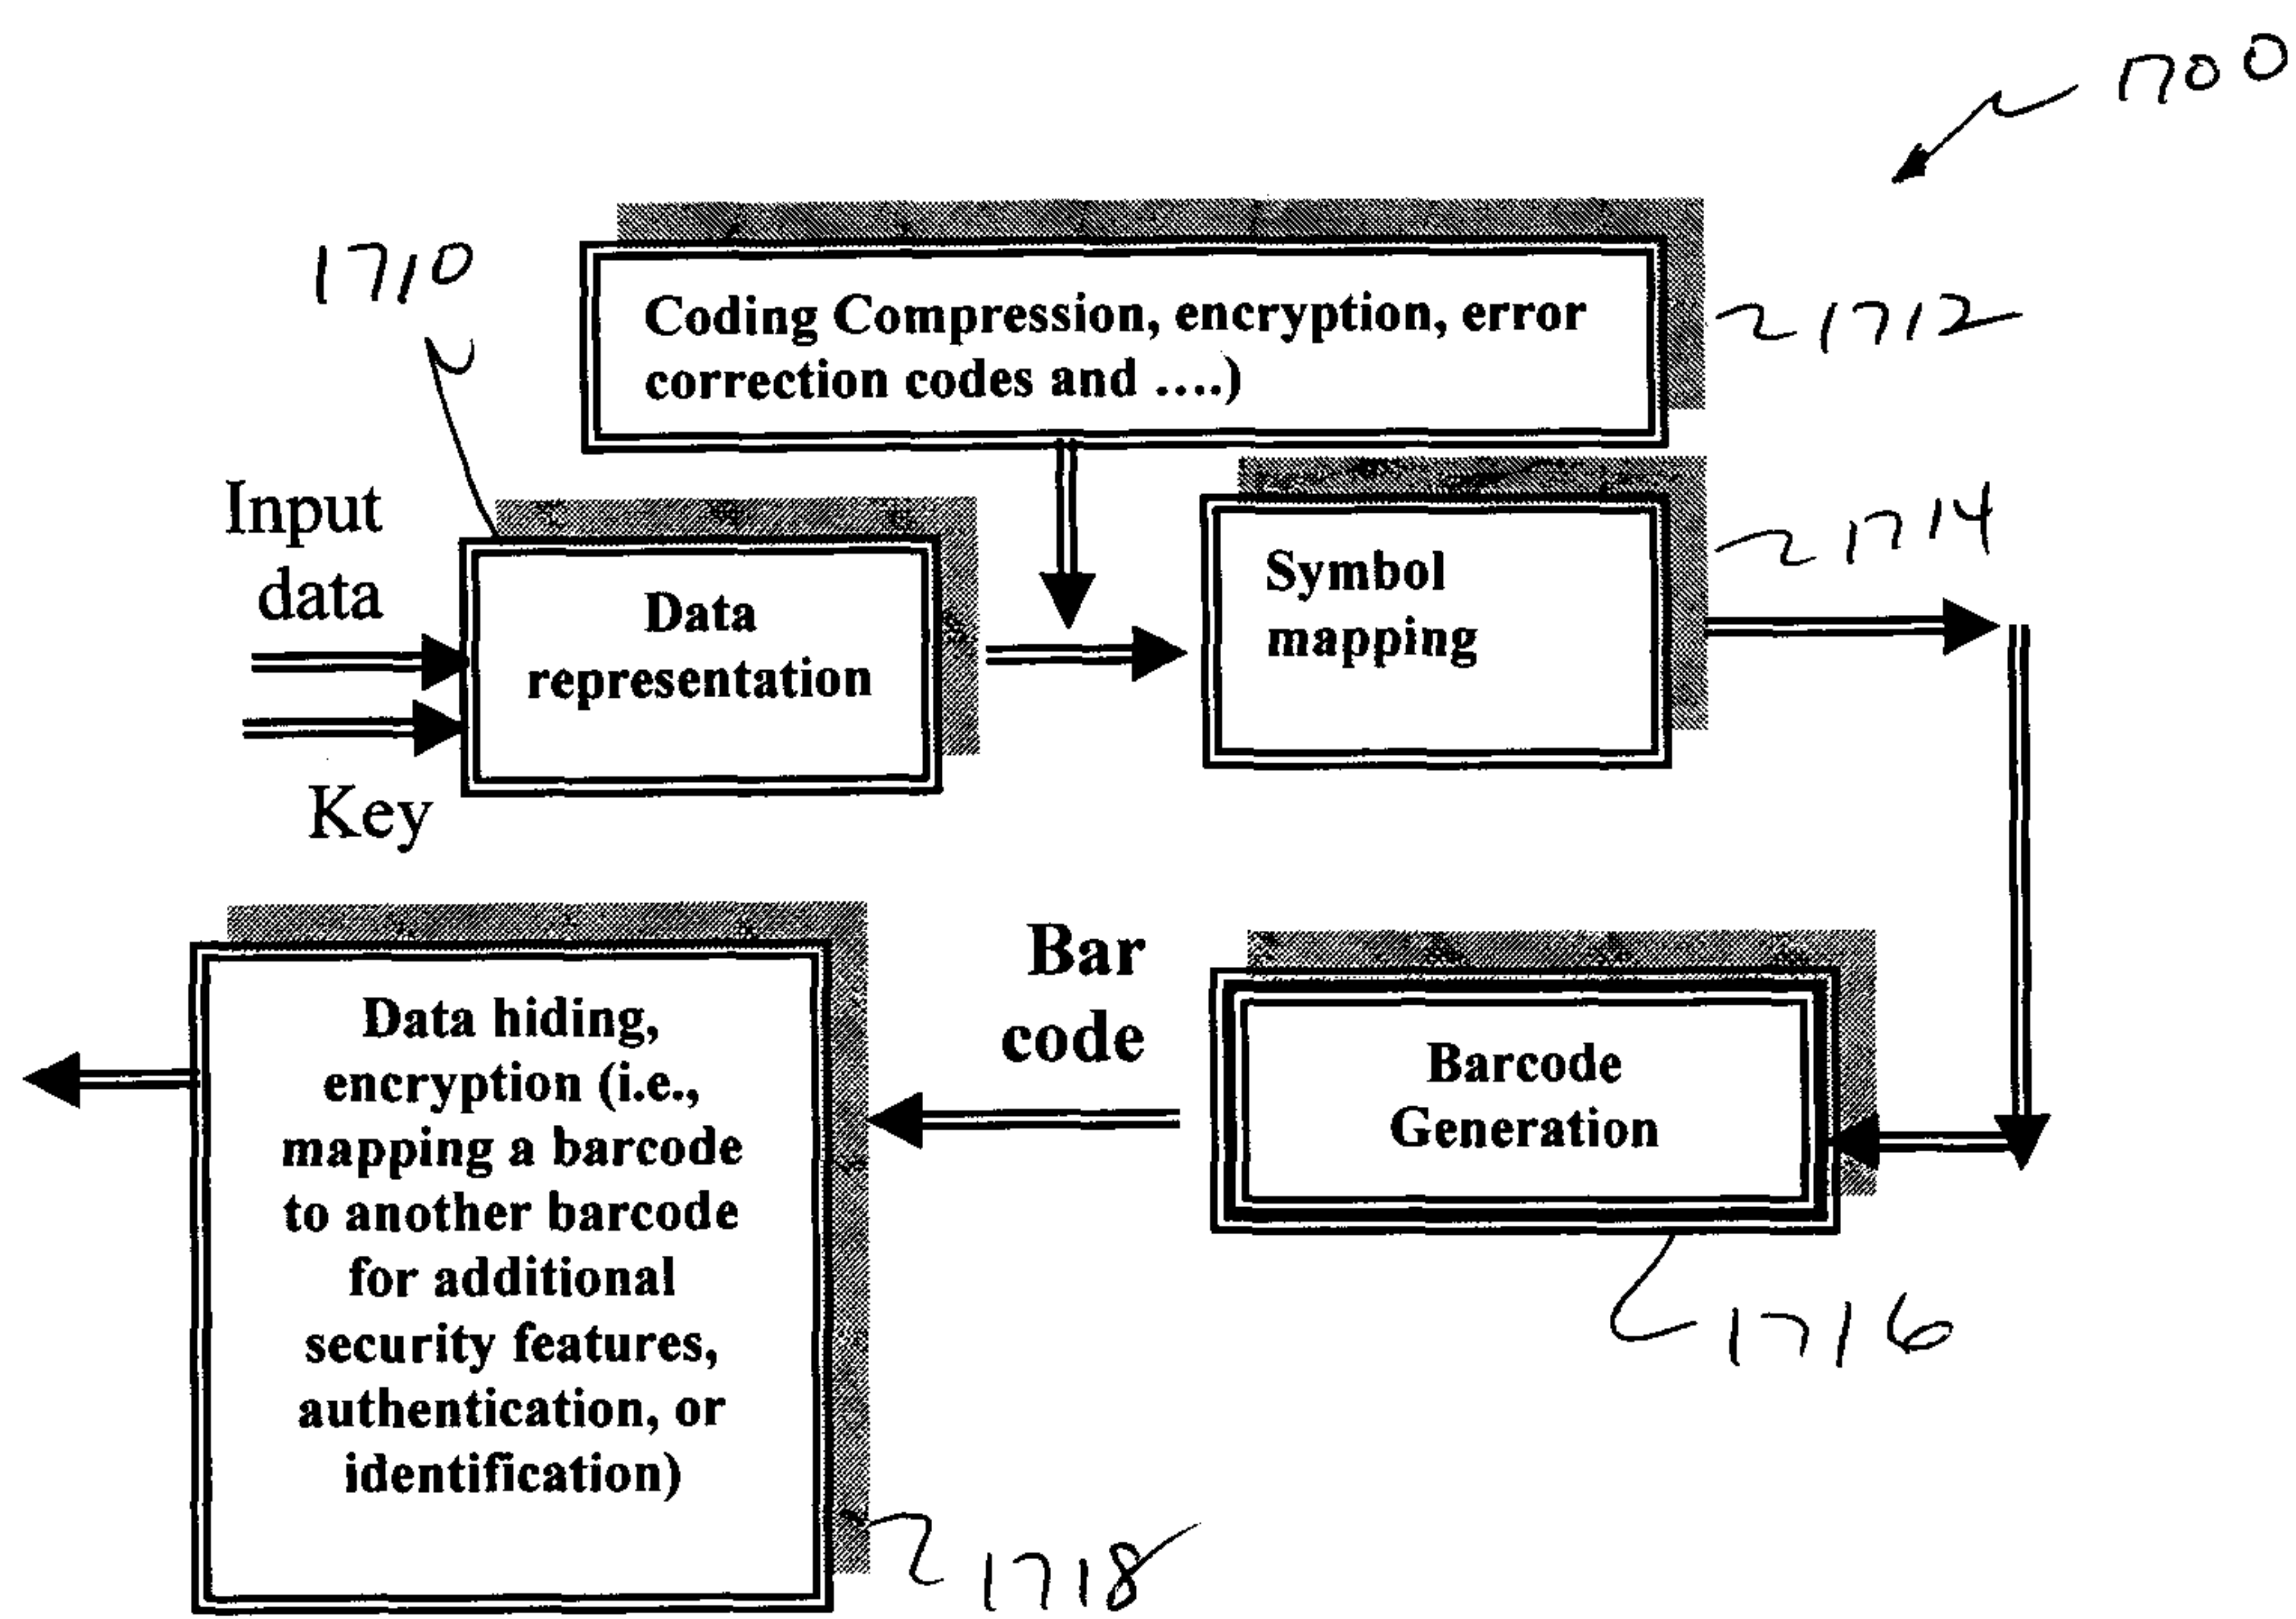 1700
1710
Coding Compression, encryption, error
correction codes and ....)
1712
Input
data
Data
representation
Key
Symbol
mapping
1714
Bar
code
Barcode
Generation
1716
Data hiding,
encryption (i.e.,
mapping a barcode
to another barcode
for additional
security features,
authentication, or
identification)
1718